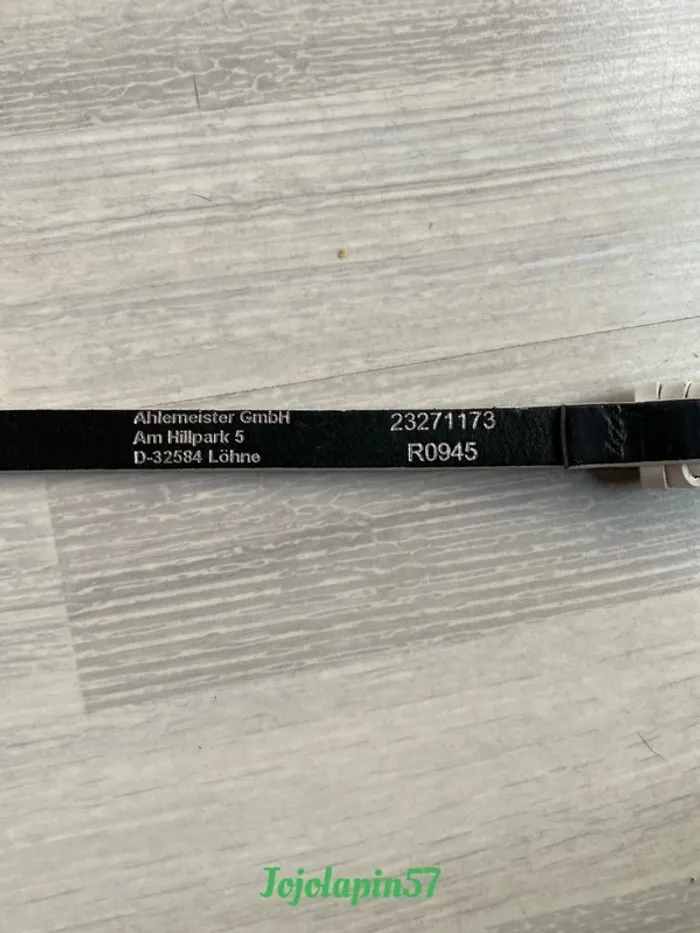 Ahlemeister GmbH
Am Hillpark 5
D-32584 Löhne
23271173
R0945
Jojolapin57